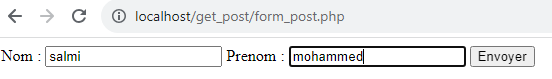 localhost/get_post/form_post.php
Nom : salmi Prenom : mohammed Envoyer